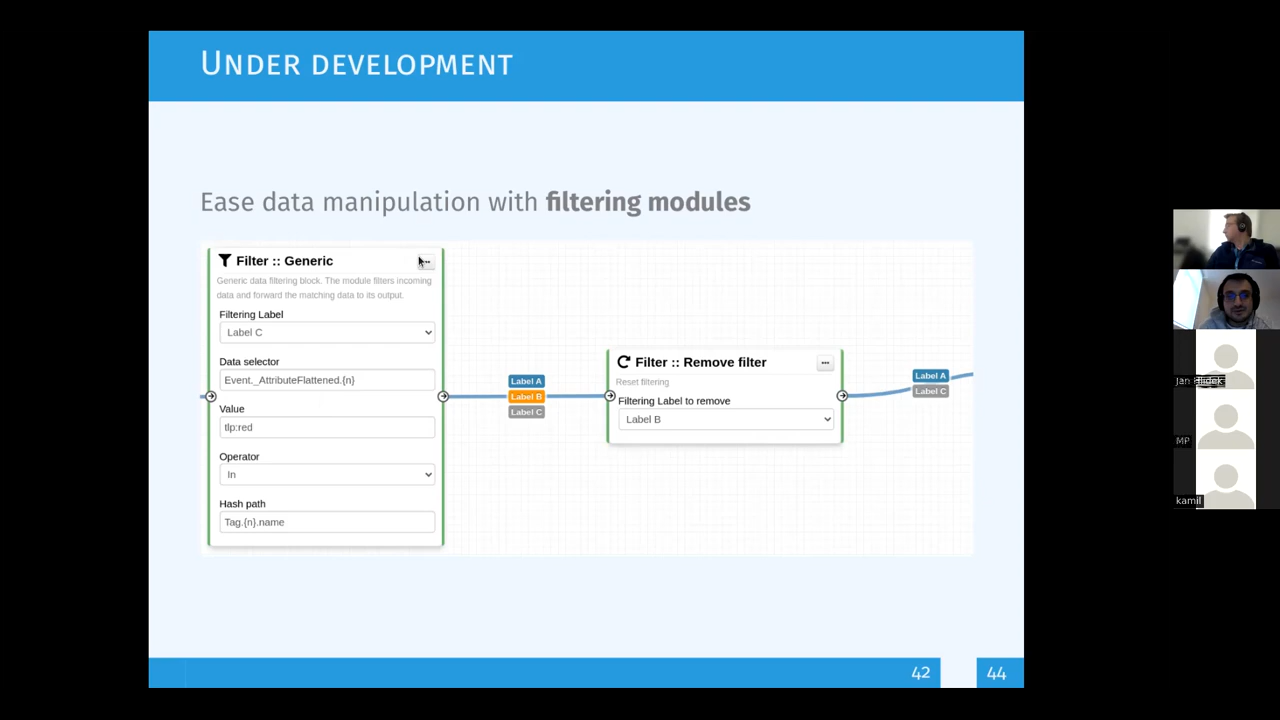 UNDER DEVELOPMENT
Ease data manipulation with filtering modules
Filter :: Generic
Generic data filtering block. The module filters incoming
data and forward the matching data to its output.
Filtering Label
Label C
Data selector
Event._AttributeFlattened.{n}
Value
tlp:red
Operator
In
Hash path
Tag.{n}.name
Label A
Label B
Label C
Filter :: Remove filter
Reset filtering
Filtering Label to remove
Label B
Label A
Label C
42
44
Jan
MP
kamil